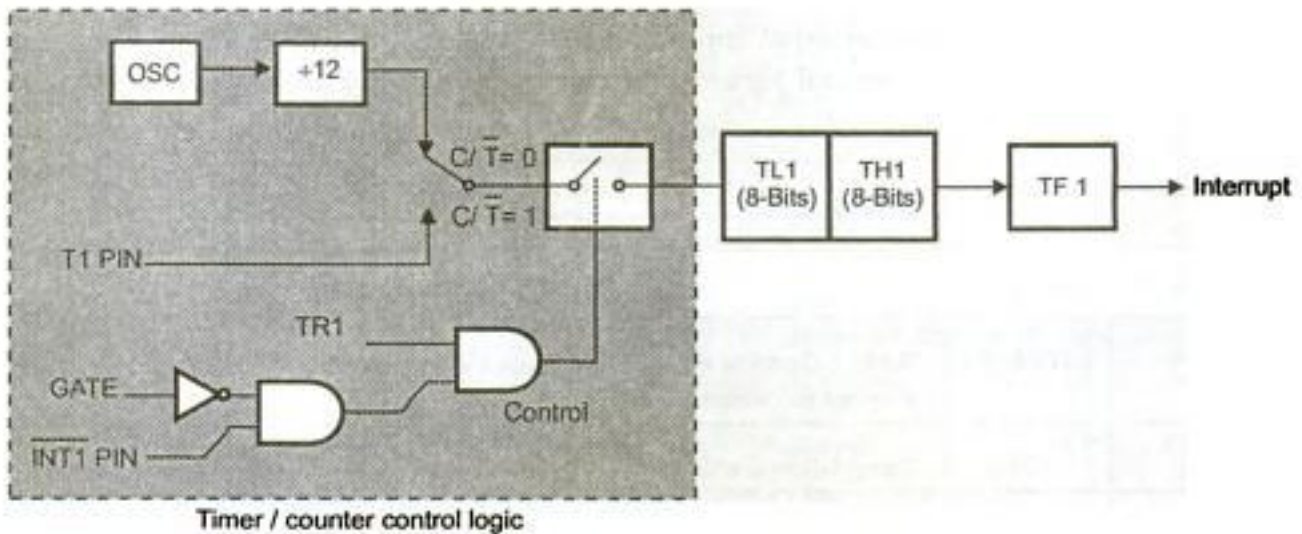 OSC
÷12
C/T̅= 0
C/T̅= 1
T1 PIN
TL1
(8-Bits)
TH1
(8-Bits)
TF 1
Interrupt
TR1
GATE
Control
I̅N̅T̅1̅ PIN
Timer / counter control logic